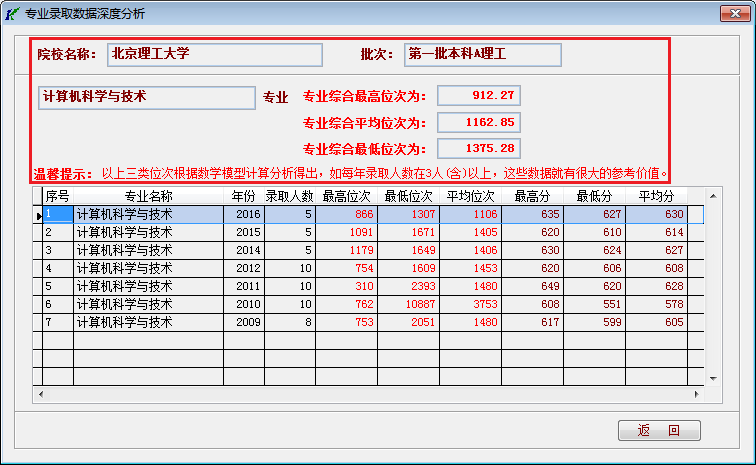 专业录取数据深度分析
院校名称： 北京理工大学 批次： 第一批本科A理工
计算机科学与技术 专业 专业综合最高位次为： 912.27
专业综合平均位次为： 1162.85
专业综合最低位次为： 1375.28
温馨提示： 以上三类位次根据数学模型计算分析得出，如每年录取人数在3人(含)以上，这些数据就有很大的参考价值。
序号 专业名称 年份 录取人数 最高位次 最低位次 平均位次 最高分 最低分 平均分
1 计算机科学与技术 2016 5 866 1307 1106 635 627 630
2 计算机科学与技术 2015 5 1091 1671 1405 620 610 614
3 计算机科学与技术 2014 5 1179 1649 1406 630 624 627
4 计算机科学与技术 2012 10 754 1609 1453 620 606 608
5 计算机科学与技术 2011 10 310 2393 1480 649 620 628
6 计算机科学与技术 2010 10 762 10887 3753 608 551 578
7 计算机科学与技术 2009 8 753 2051 1480 617 599 605
返 回